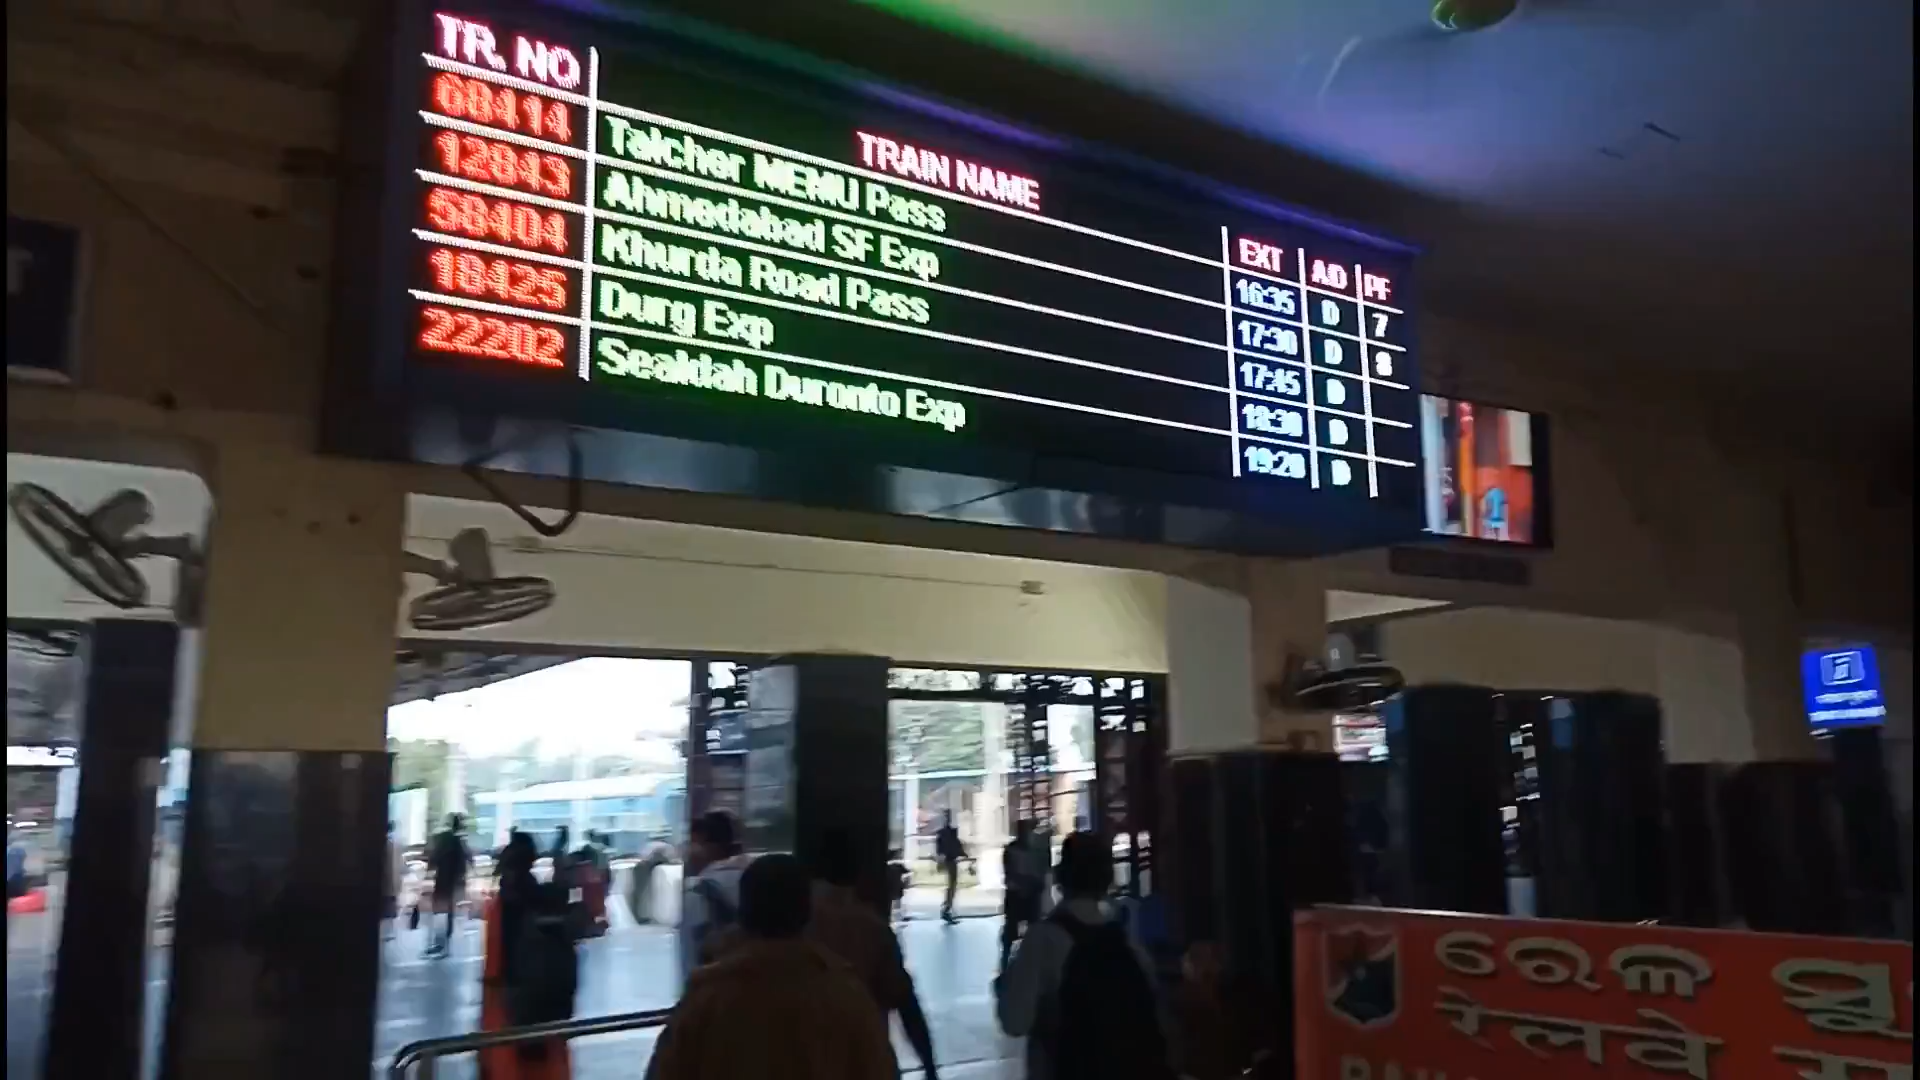 TR. NO TRAIN NAME EXT A/D PF
68414 Talcher MEMU Pass 16:35 D 7
12843 Ahmedabad SF Exp 17:30 D 8
58404 Khurda Road Pass 17:45 D
18425 Durg Exp 18:30 D
22202 Sealdah Duronto Exp 19:20 D
ରେଳ
रेलवे